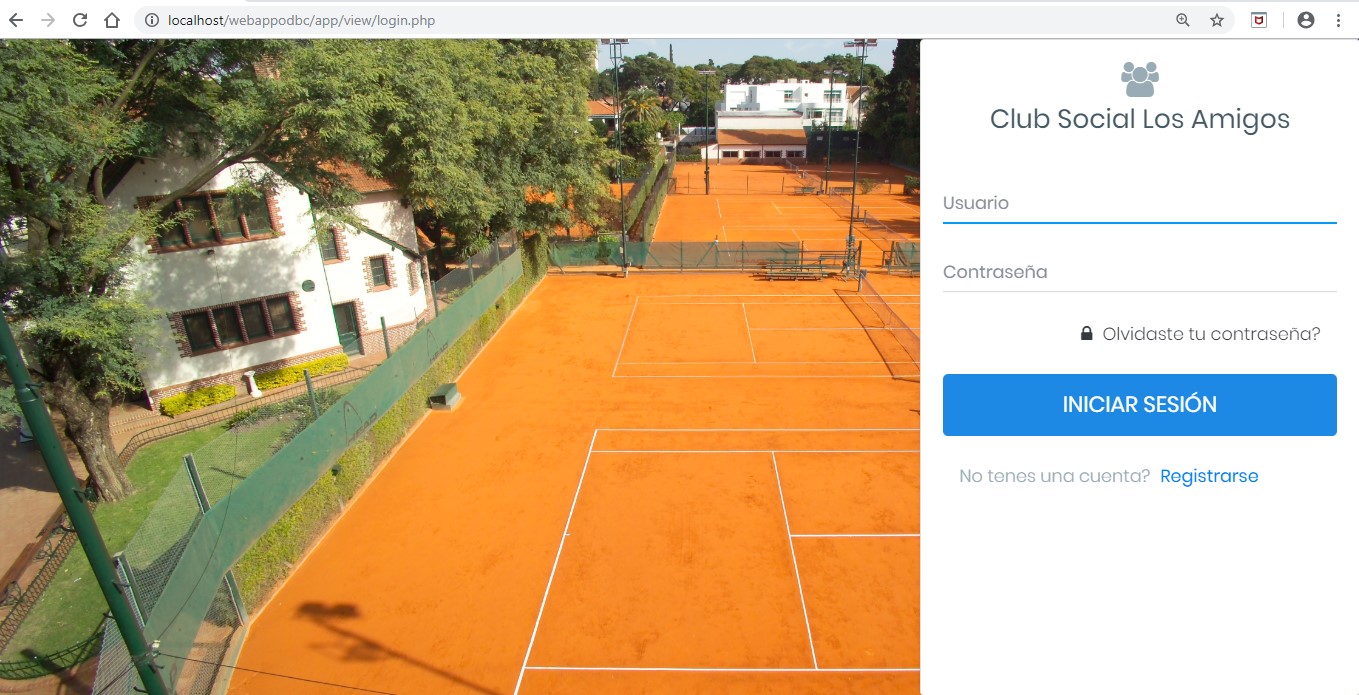 localhost/webappodbc/app/view/login.php
Club Social Los Amigos
Usuario
Contraseña
Olvidaste tu contraseña?
INICIAR SESIÓN
No tenes una cuenta? Registrarse